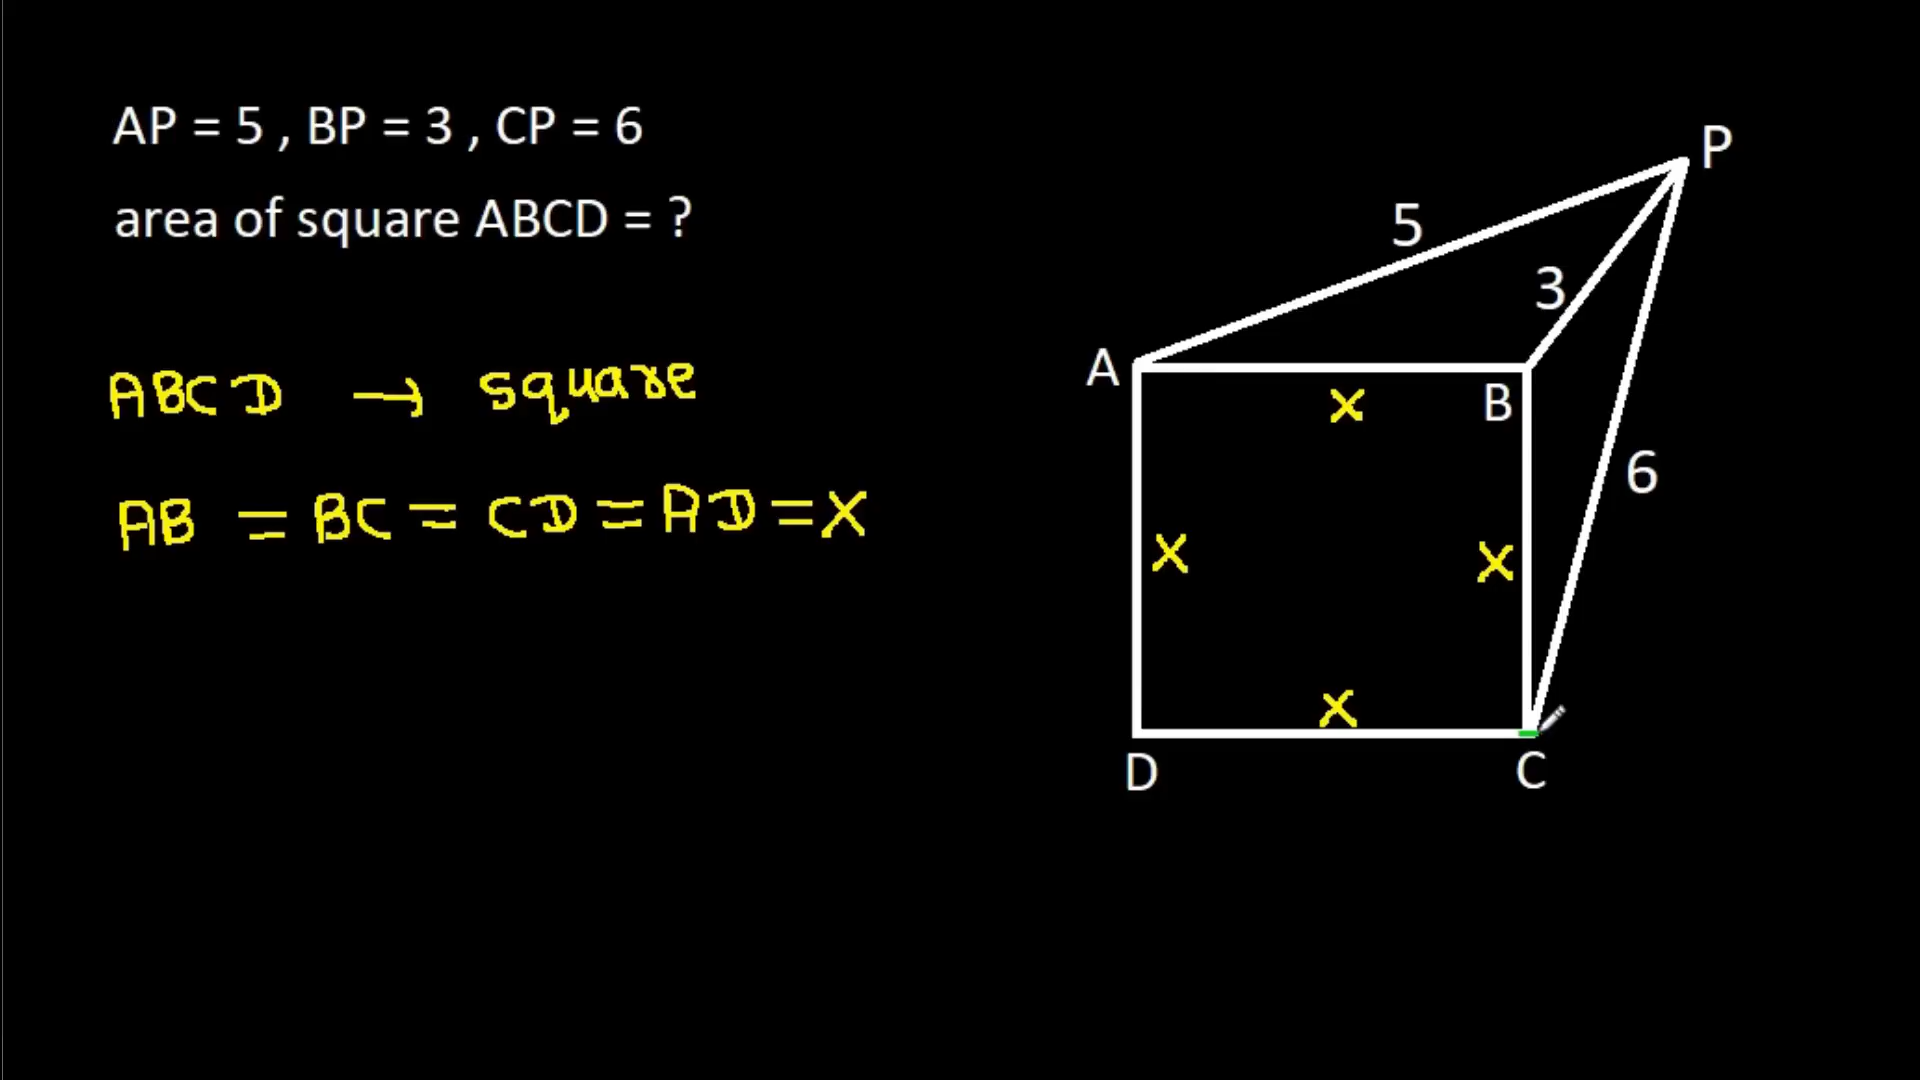 AP = 5 , BP = 3 , CP = 6
area of square ABCD = ?
ABCD → square
AB = BC = CD = AD = x
P
5
3
A
B
x
6
x
x
x
D
C